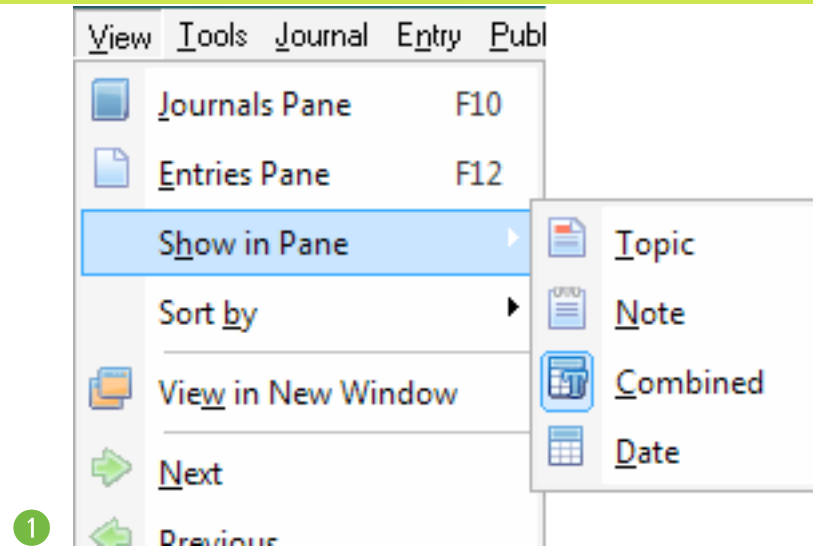 View Tools Journal Entry Publ
Journals Pane F10
Entries Pane F12
Show in Pane
Topic
Sort by
Note
View in New Window
Combined
Date
Next
1
Previous